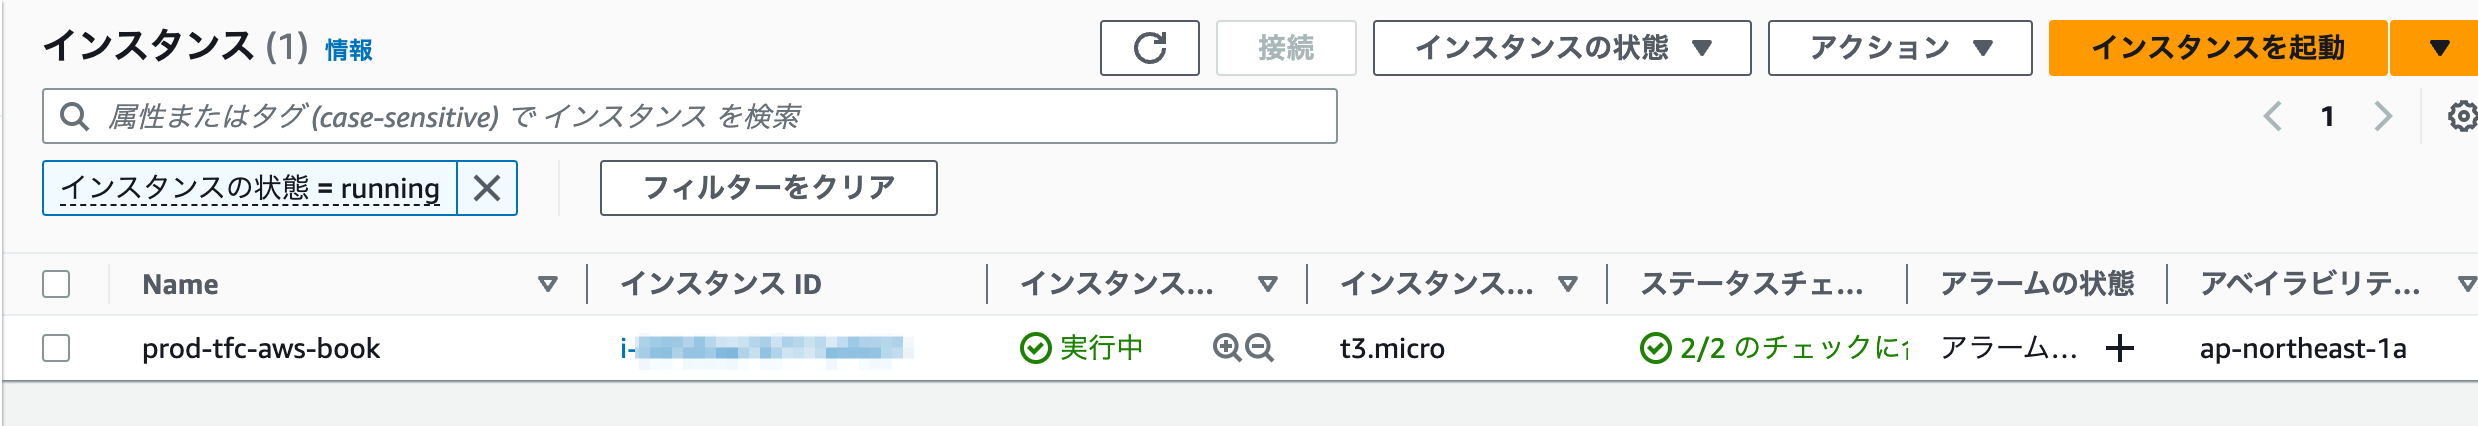 インスタンス (1) 情報
接続
インスタンスの状態
アクション
インスタンスを起動
属性またはタグ (case-sensitive) で インスタンス を検索
1
インスタンスの状態 = running
フィルターをクリア
Name インスタンス ID インスタンス... インスタンス... ステータスチェ... アラームの状態 アベイラビリテ...
prod-tfc-aws-book i- 実行中 t3.micro 2/2 のチェックに アラーム... ap-northeast-1a